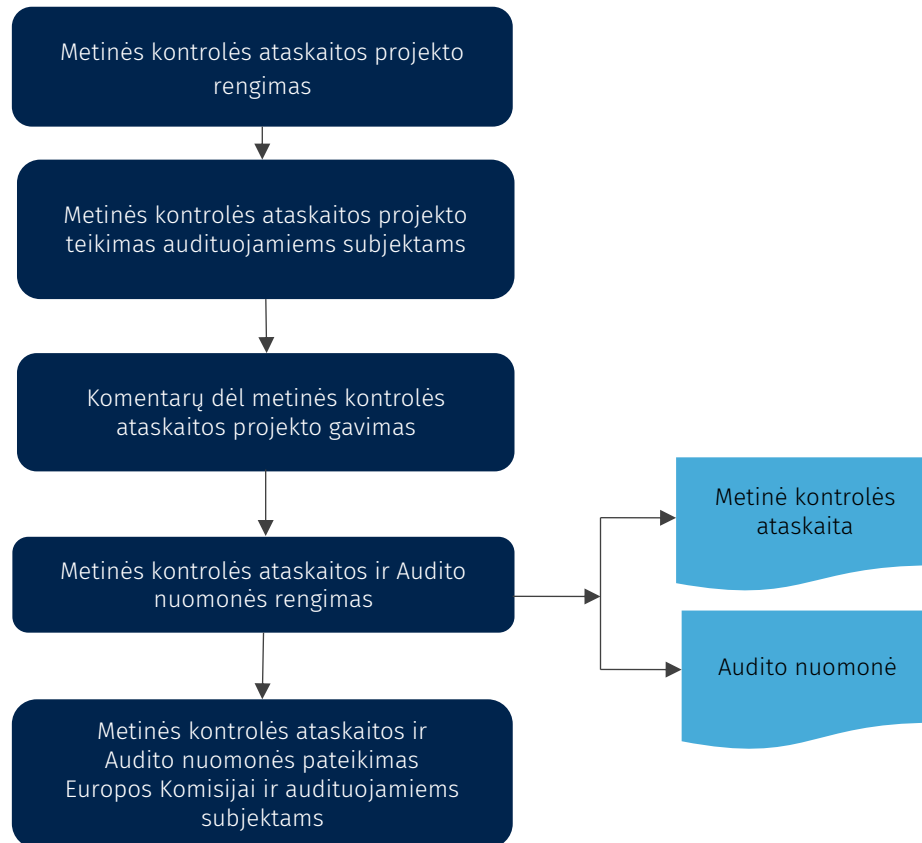 Metinės kontrolės ataskaitos projekto
rengimas
Metinės kontrolės ataskaitos projekto
teikimas audituojamiems subjektams
Komentarų dėl metinės kontrolės
ataskaitos projekto gavimas
Metinės kontrolės ataskaitos ir Audito
nuomonės rengimas
Metinė kontrolės
ataskaita
Audito nuomonė
Metinės kontrolės ataskaitos ir
Audito nuomonės pateikimas
Europos Komisijai ir audituojamiems
subjektams